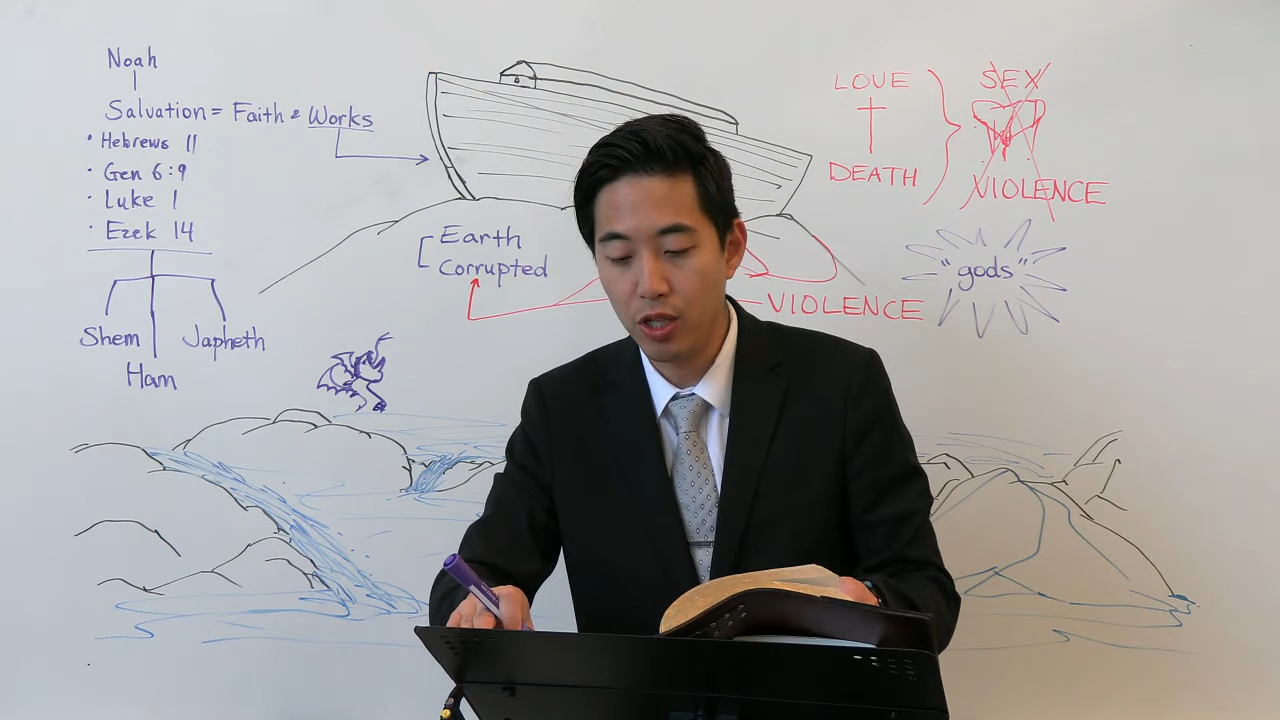 Noah
Salvation = Faith & Works
• Hebrews 11
• Gen 6:9
• Luke 1
• Ezek 14
Shem
Ham
Japheth
Earth
Corrupted
LOVE
DEATH
SEX
VIOLENCE
"gods"
VIOLENCE